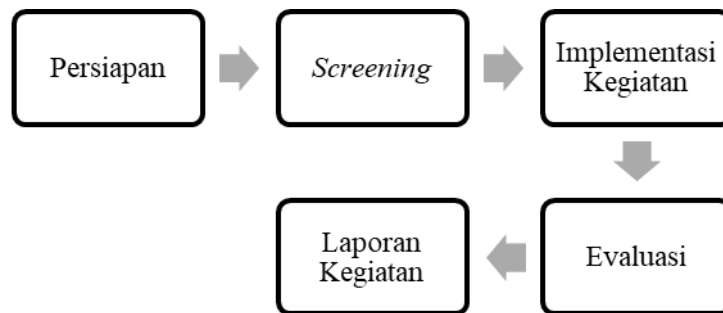 Persiapan
Screening
Implementasi
Kegiatan
Evaluasi
Laporan
Kegiatan